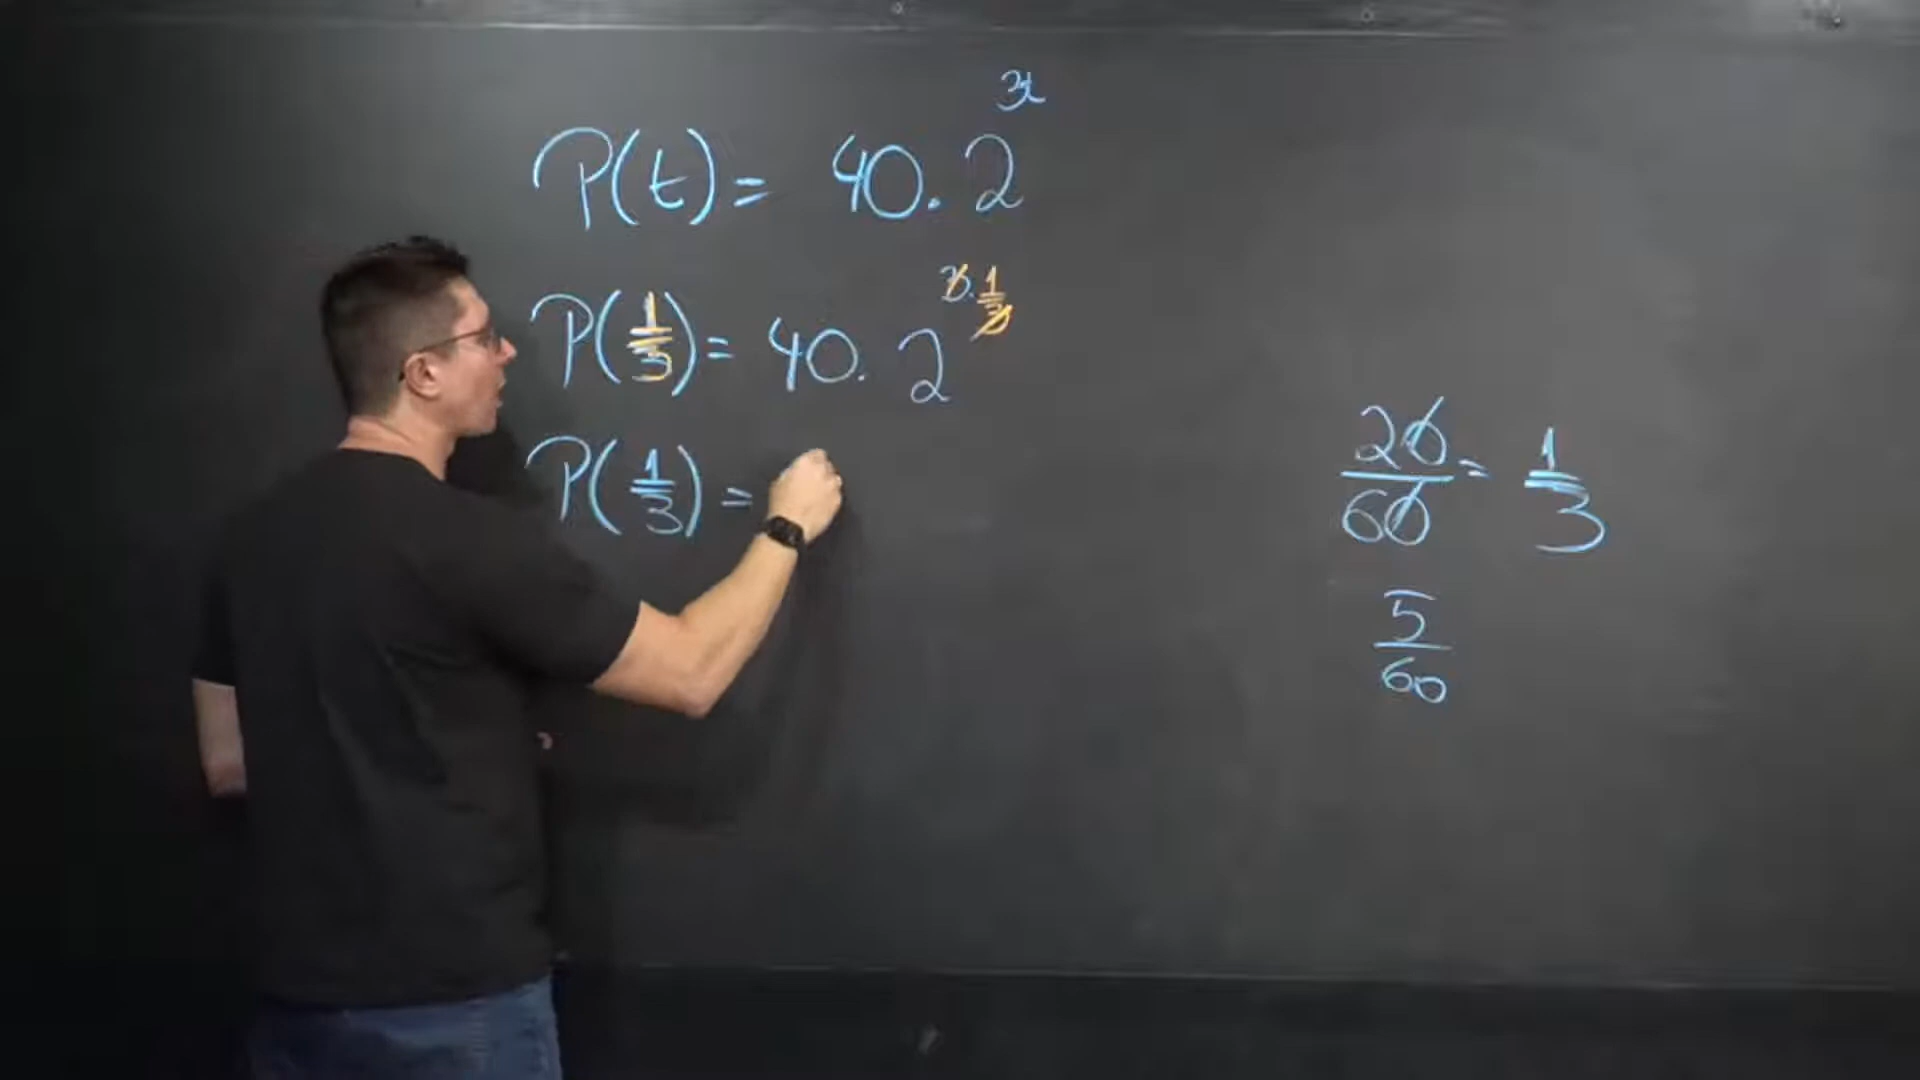 P(t) = 40. 2^3t
P(1/3) = 40. 2^3.1/3
P(1/3) =
20/60 = 1/3
5/60